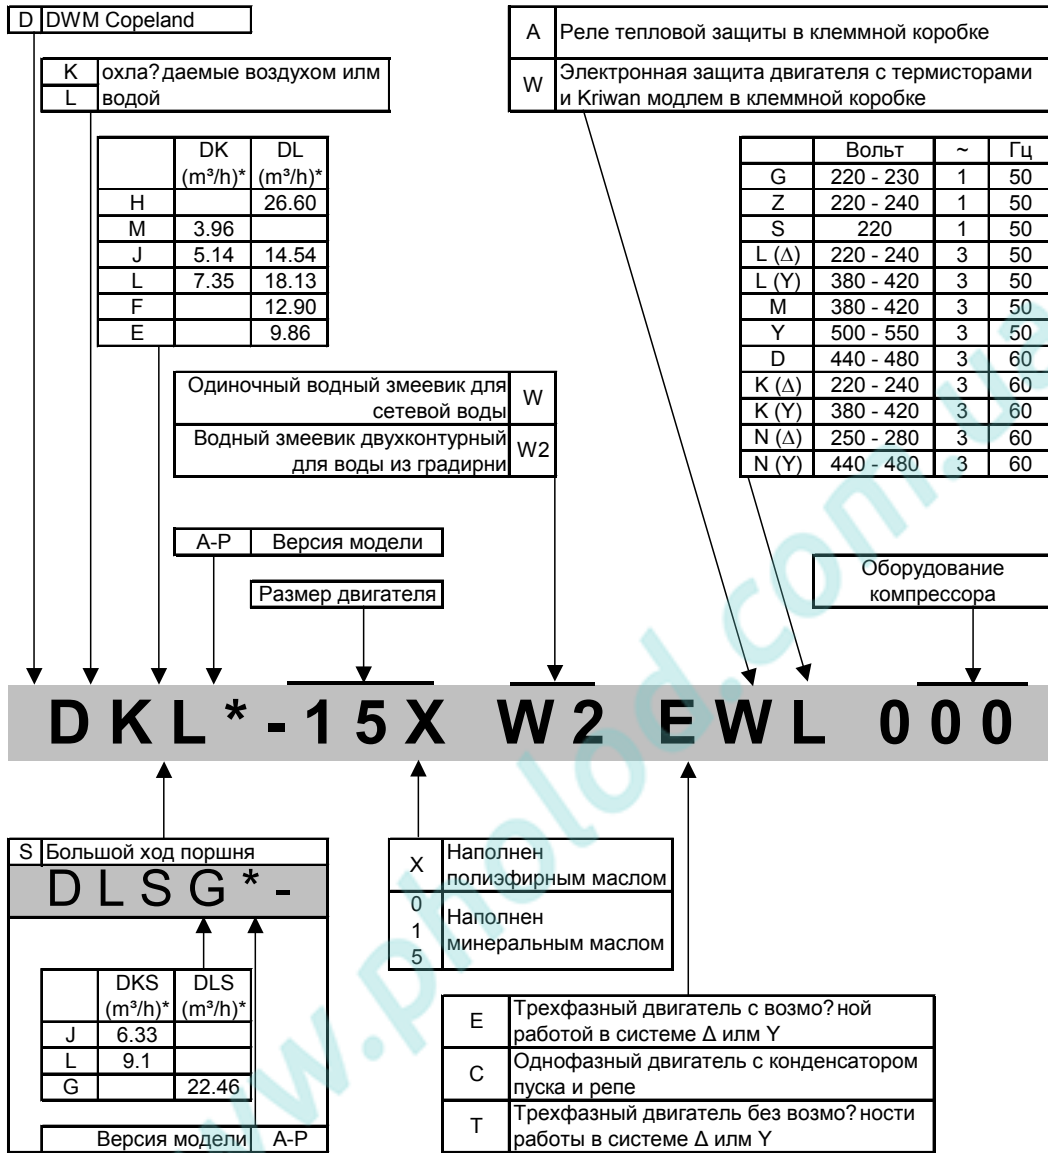 D DWM Copeland
K охла?даемые воздухом илм
L водой
A Реле тепловой защиты в клеммной коробке
W Электронная защита двигателя с термисторами
и Kriwan модлем в клеммной коробке
DK DL
(m³/h)* (m³/h)*
H 26.60
M 3.96
J 5.14 14.54
L 7.35 18.13
F 12.90
E 9.86
Вольт ~ Гц
G 220 - 230 1 50
Z 220 - 240 1 50
S 220 1 50
L (Δ) 220 - 240 3 50
L (Y) 380 - 420 3 50
M 380 - 420 3 50
Y 500 - 550 3 50
D 440 - 480 3 60
K (Δ) 220 - 240 3 60
K (Y) 380 - 420 3 60
N (Δ) 250 - 280 3 60
N (Y) 440 - 480 3 60
Одиночный водный змеевик для
сетевой воды W
Водный змеевик двухконтурный
для воды из градирни W2
A-P Версия модели
Размер двигателя
Оборудование
компрессора
DKL*-15X W2 EWL 000
S Большой ход поршня
DLSG*-
DKS DLS
(m³/h)* (m³/h)*
J 6.33
L 9.1
G 22.46
Версия модели A-P
X Наполнен
полиэфирным маслом
0
1
5
Наполнен
минеральным маслом
E Трехфазный двигатель с возмо?ной
работой в системе Δ илм Y
C Однофазный двигатель с конденсатором
пуска и репе
T Трехфазный двигатель без возмо?ности
работы в системе Δ илм Y
www.pholod.com.ua